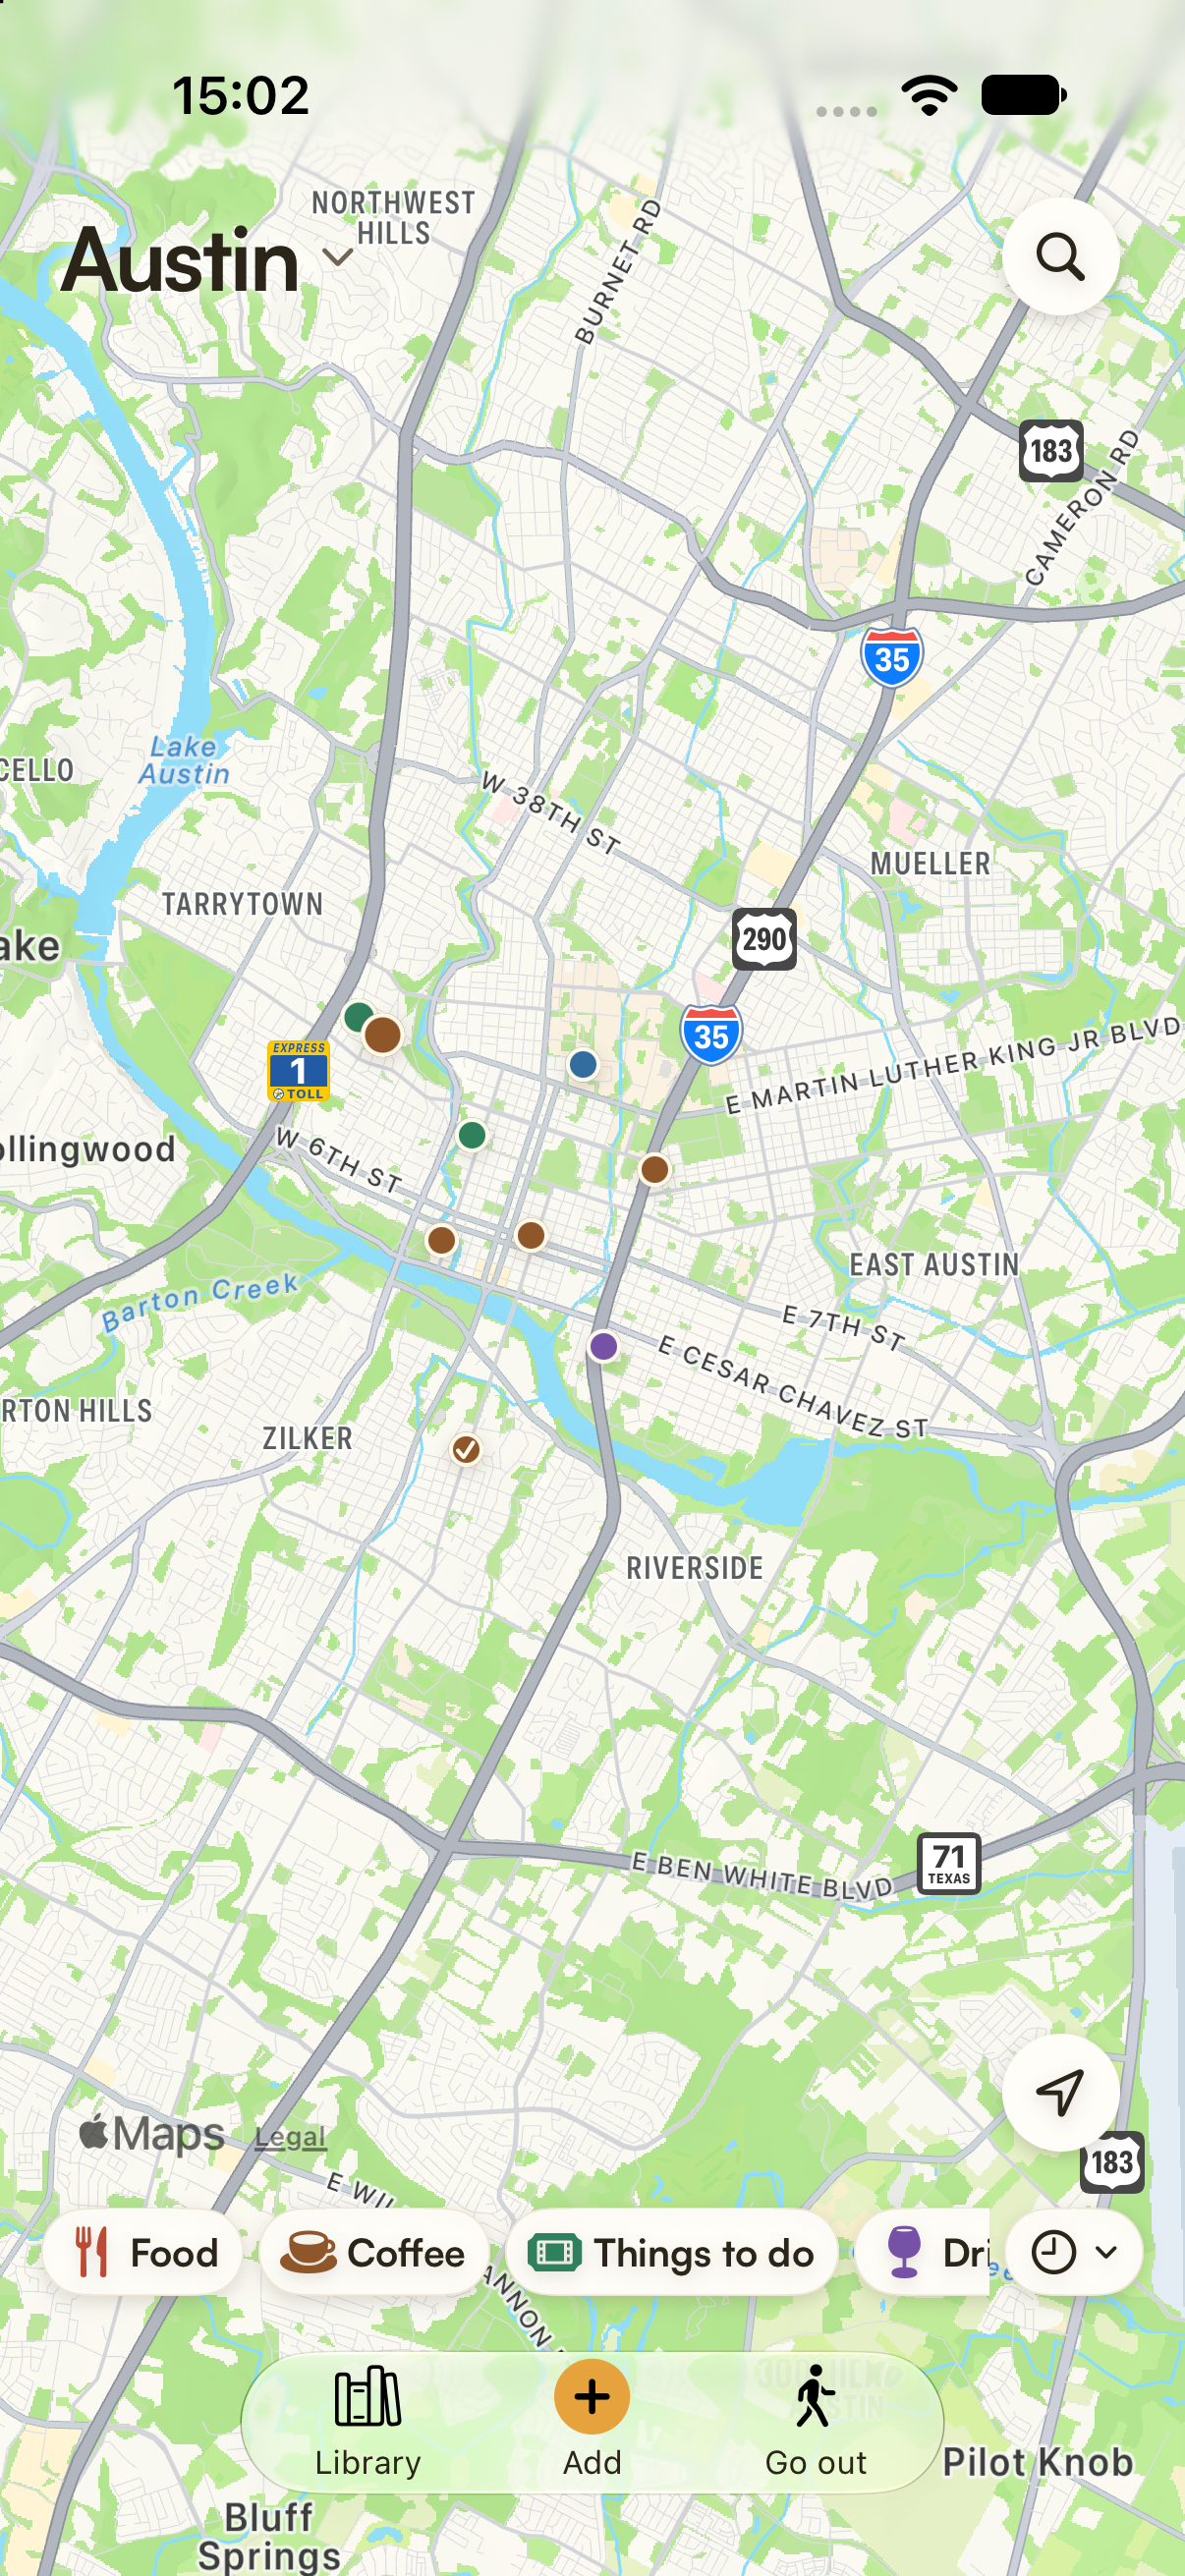 15:02
NORTHWEST
HILLS
Austin
BURNET RD
183
CAMERON RD
35
Lake
Austin
CELLO
W 38TH ST
MUELLER
TARRYTOWN
ake
290
35
E MARTIN LUTHER KING JR BLVD
EXPRESS
1
TOLL
ollingwood
W 6TH ST
EAST AUSTIN
Barton Creek
E 7TH ST
E CESAR CHAVEZ ST
RTON HILLS
ZILKER
RIVERSIDE
E BEN WHITE BLVD
71
TEXAS
Maps Legal
183
E WIL
ANNON
Food
Coffee
Things to do
Dri
Library
Add
Go out
Pilot Knob
Bluff
Springs